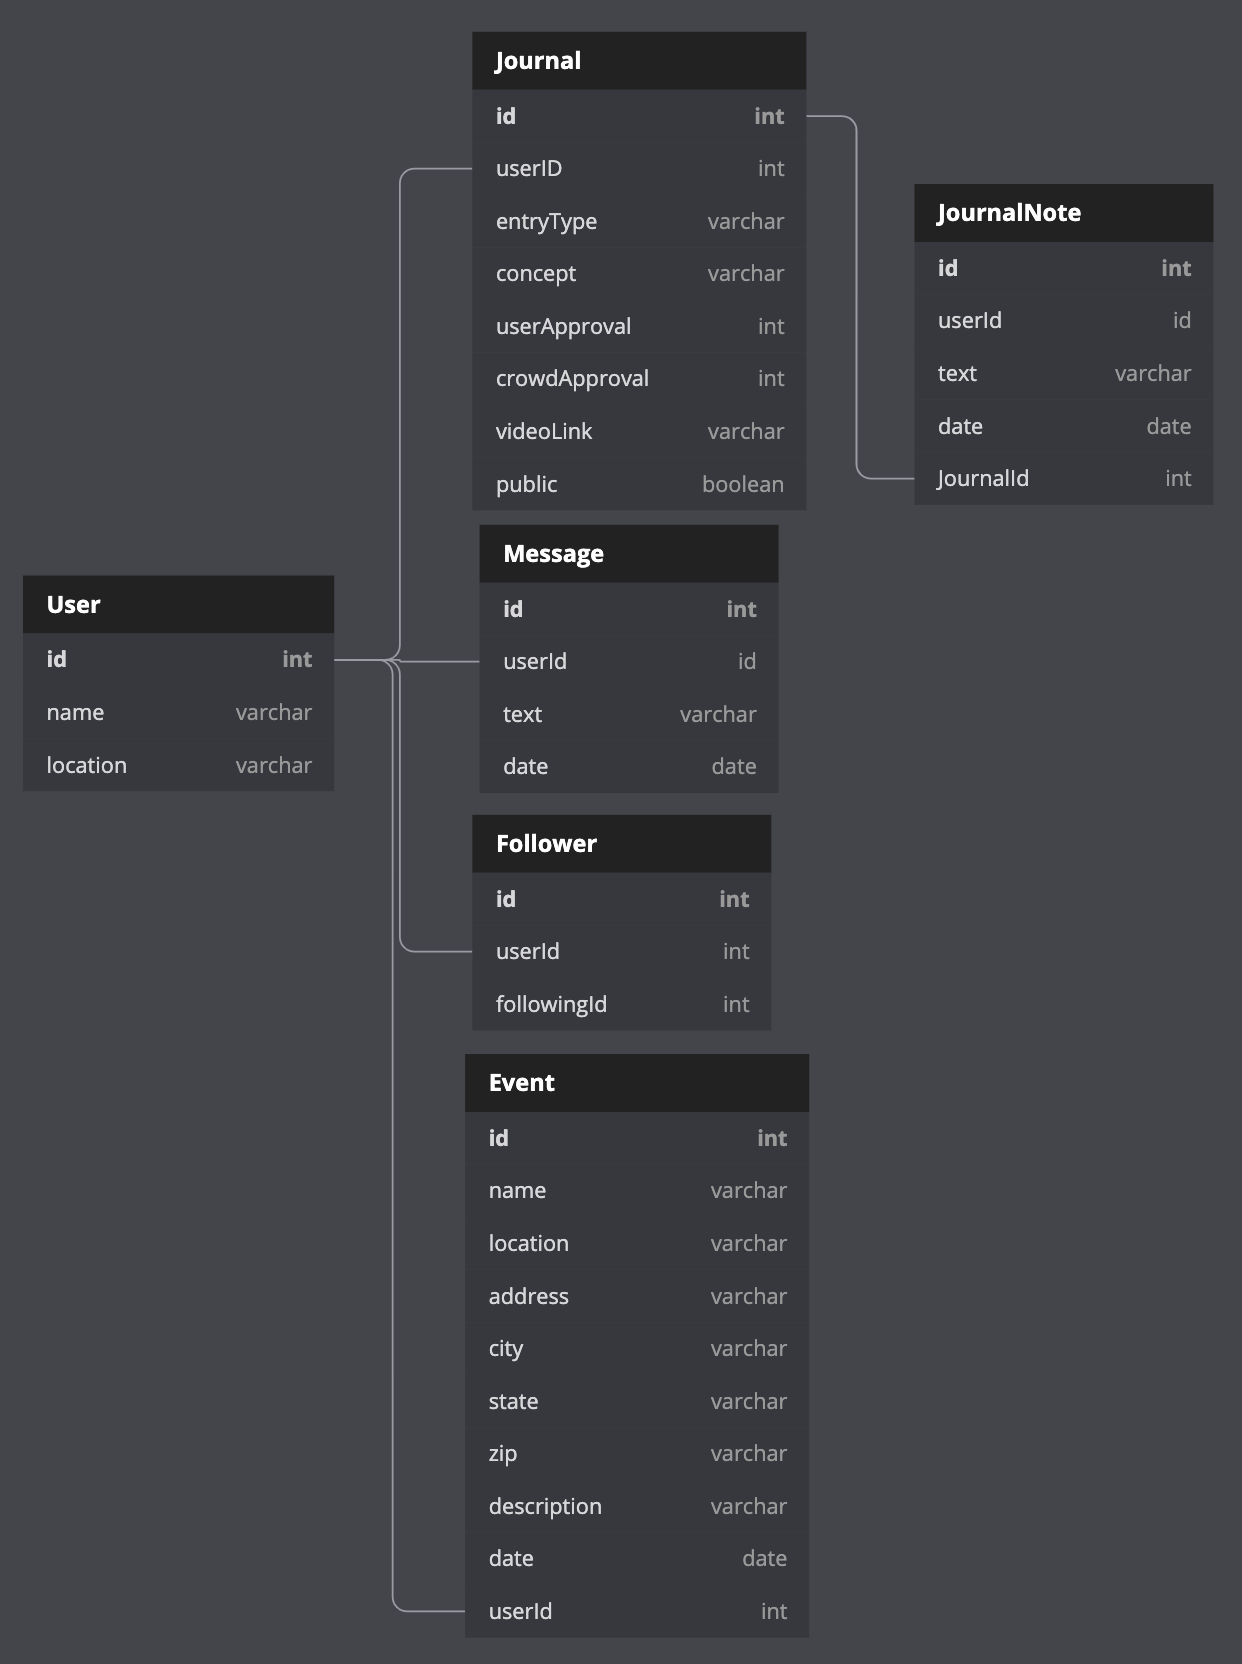 Journal
id int
userID int
entryType varchar
concept varchar
userApproval int
crowdApproval int
videoLink varchar
public boolean
JournalNote
id int
userId id
text varchar
date date
JournalId int
User
id int
name varchar
location varchar
Message
id int
userId id
text varchar
date date
Follower
id int
userId int
followingId int
Event
id int
name varchar
location varchar
address varchar
city varchar
state varchar
zip varchar
description varchar
date date
userId int